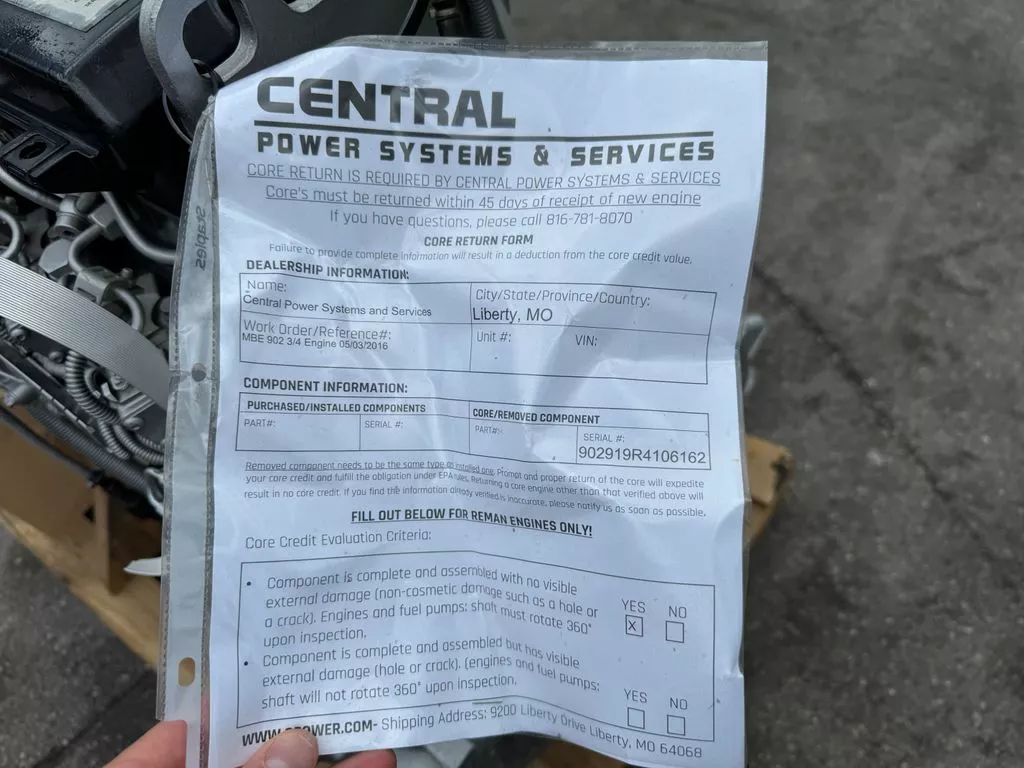 CENTRAL
POWER SYSTEMS & SERVICES
CORE RETURN IS REQUIRED BY CENTRAL POWER SYSTEMS & SERVICES
Core's must be returned within 45 days of receipt of new engine
If you have questions, please call 816-781-8070
CORE RETURN FORM
Failure to provide complete information will result in a deduction from the core credit value.
DEALERSHIP INFORMATION:
Name:
Central Power Systems and Services
City/State/Province/Country:
Liberty, MO
Work Order/Reference#:
MBE 902 3/4 Engine 05/03/2016
Unit #:
VIN:
COMPONENT INFORMATION:
PURCHASED/INSTALLED COMPONENTS
CORE/REMOVED COMPONENT
PART#:
SERIAL #:
PART#:
SERIAL #:
902919R4106162
Removed component needs to be the same type as installed one. Prompt and proper return of the core will expedite
your core credit and fulfill the obligation under EPA rules. Returning a core engine other than that verified above will
result in no core credit. If you find the information already verified is inaccurate, please notify us as soon as possible.
FILL OUT BELOW FOR REMAN ENGINES ONLY!
Core Credit Evaluation Criteria:
• Component is complete and assembled with no visible
external damage (non-cosmetic damage such as a hole or
a crack). Engines and fuel pumps: shaft must rotate 360°
upon inspection.
YES NO
X
• Component is complete and assembled but has visible
external damage (hole or crack). (engines and fuel pumps:
shaft will not rotate 360° upon inspection.
YES NO
POWER.COM- Shipping Address: 9200 Liberty Drive Liberty, MO 64068
Staples